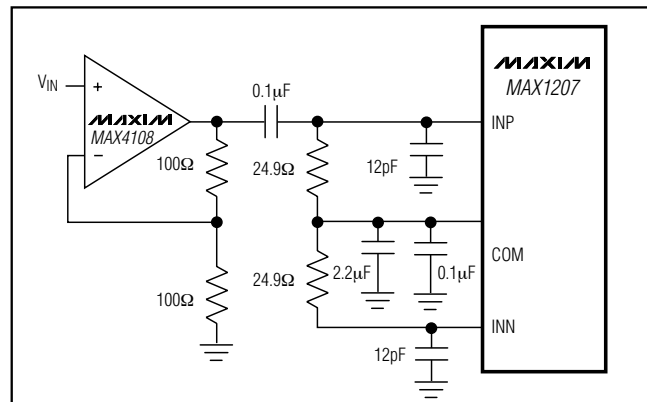 MAXIM
MAX1207
V_IN
+
0.1µF
MAXIM
MAX4108
INP
−
100Ω
24.9Ω
12pF
COM
2.2µF
0.1µF
24.9Ω
100Ω
INN
12pF